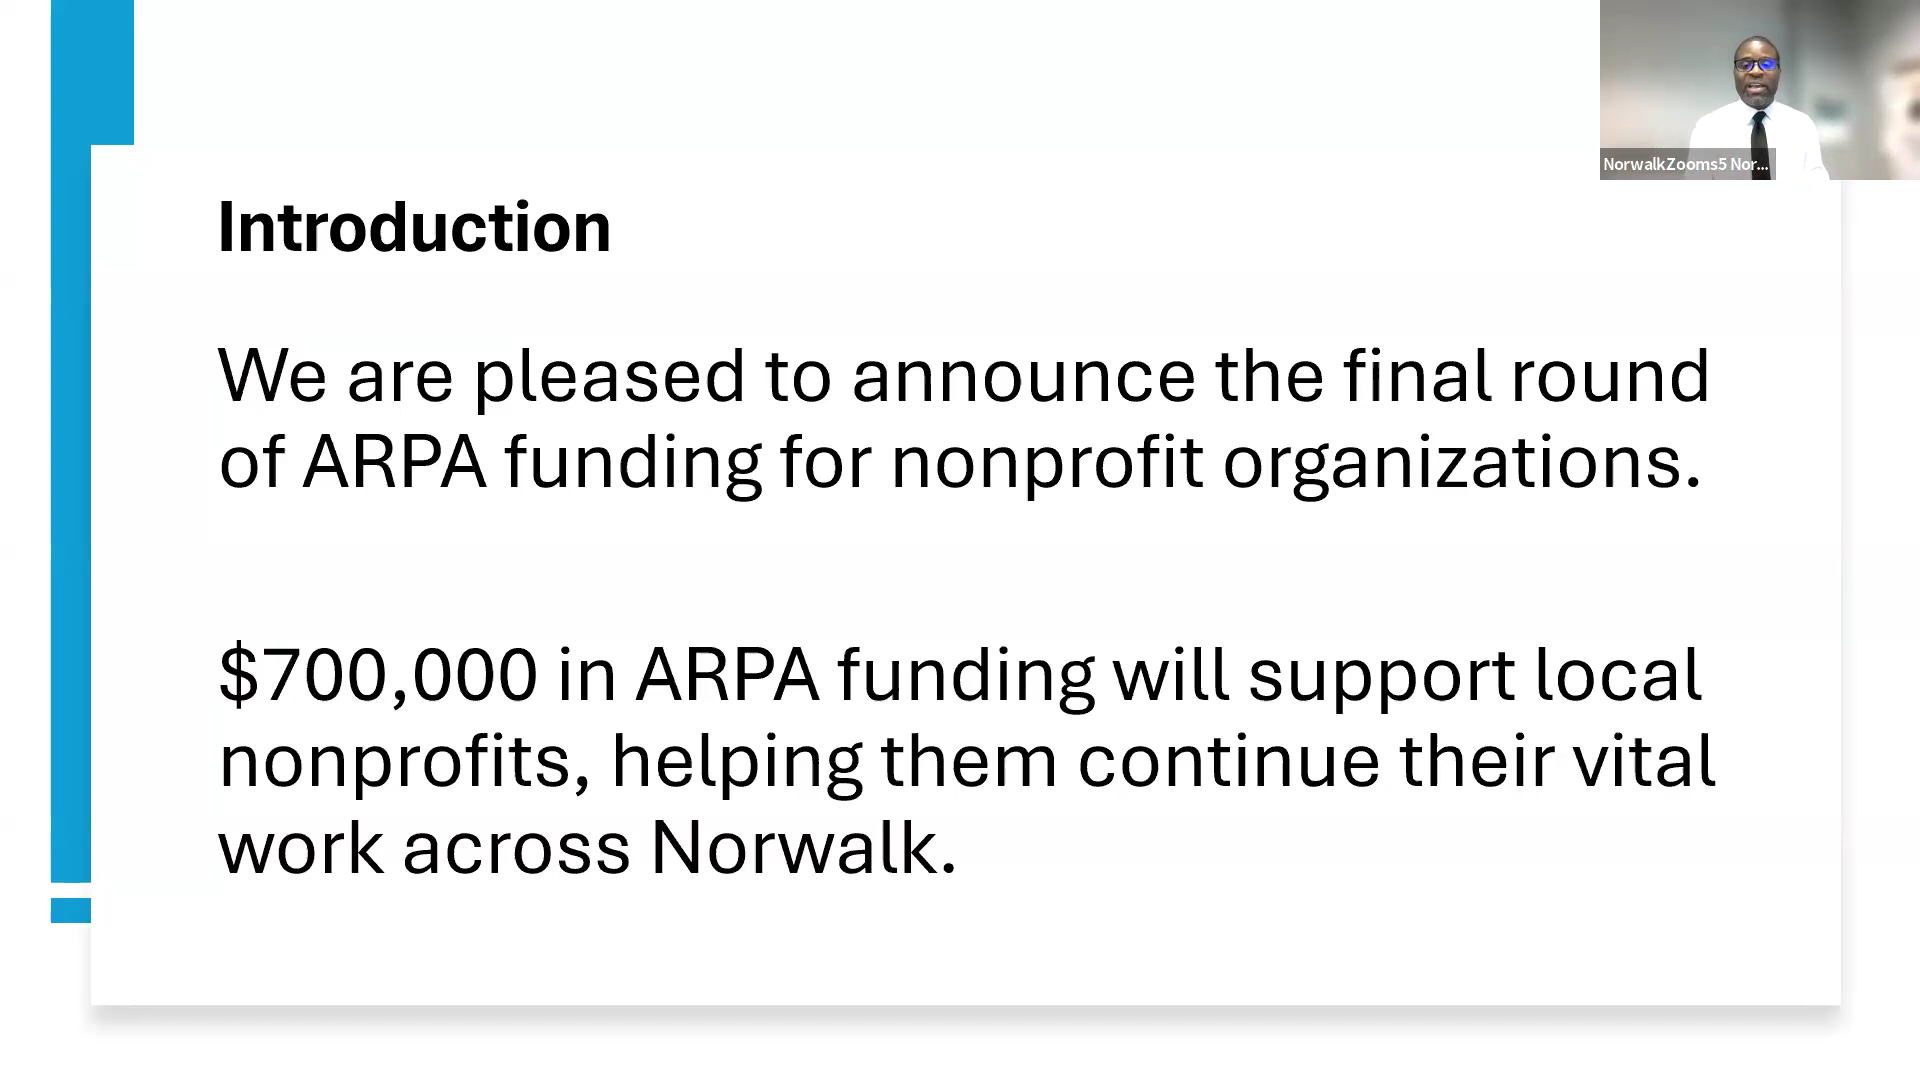 NorwalkZooms5 Nor...
Introduction
We are pleased to announce the final round
of ARPA funding for nonprofit organizations.
$700,000 in ARPA funding will support local
nonprofits, helping them continue their vital
work across Norwalk.